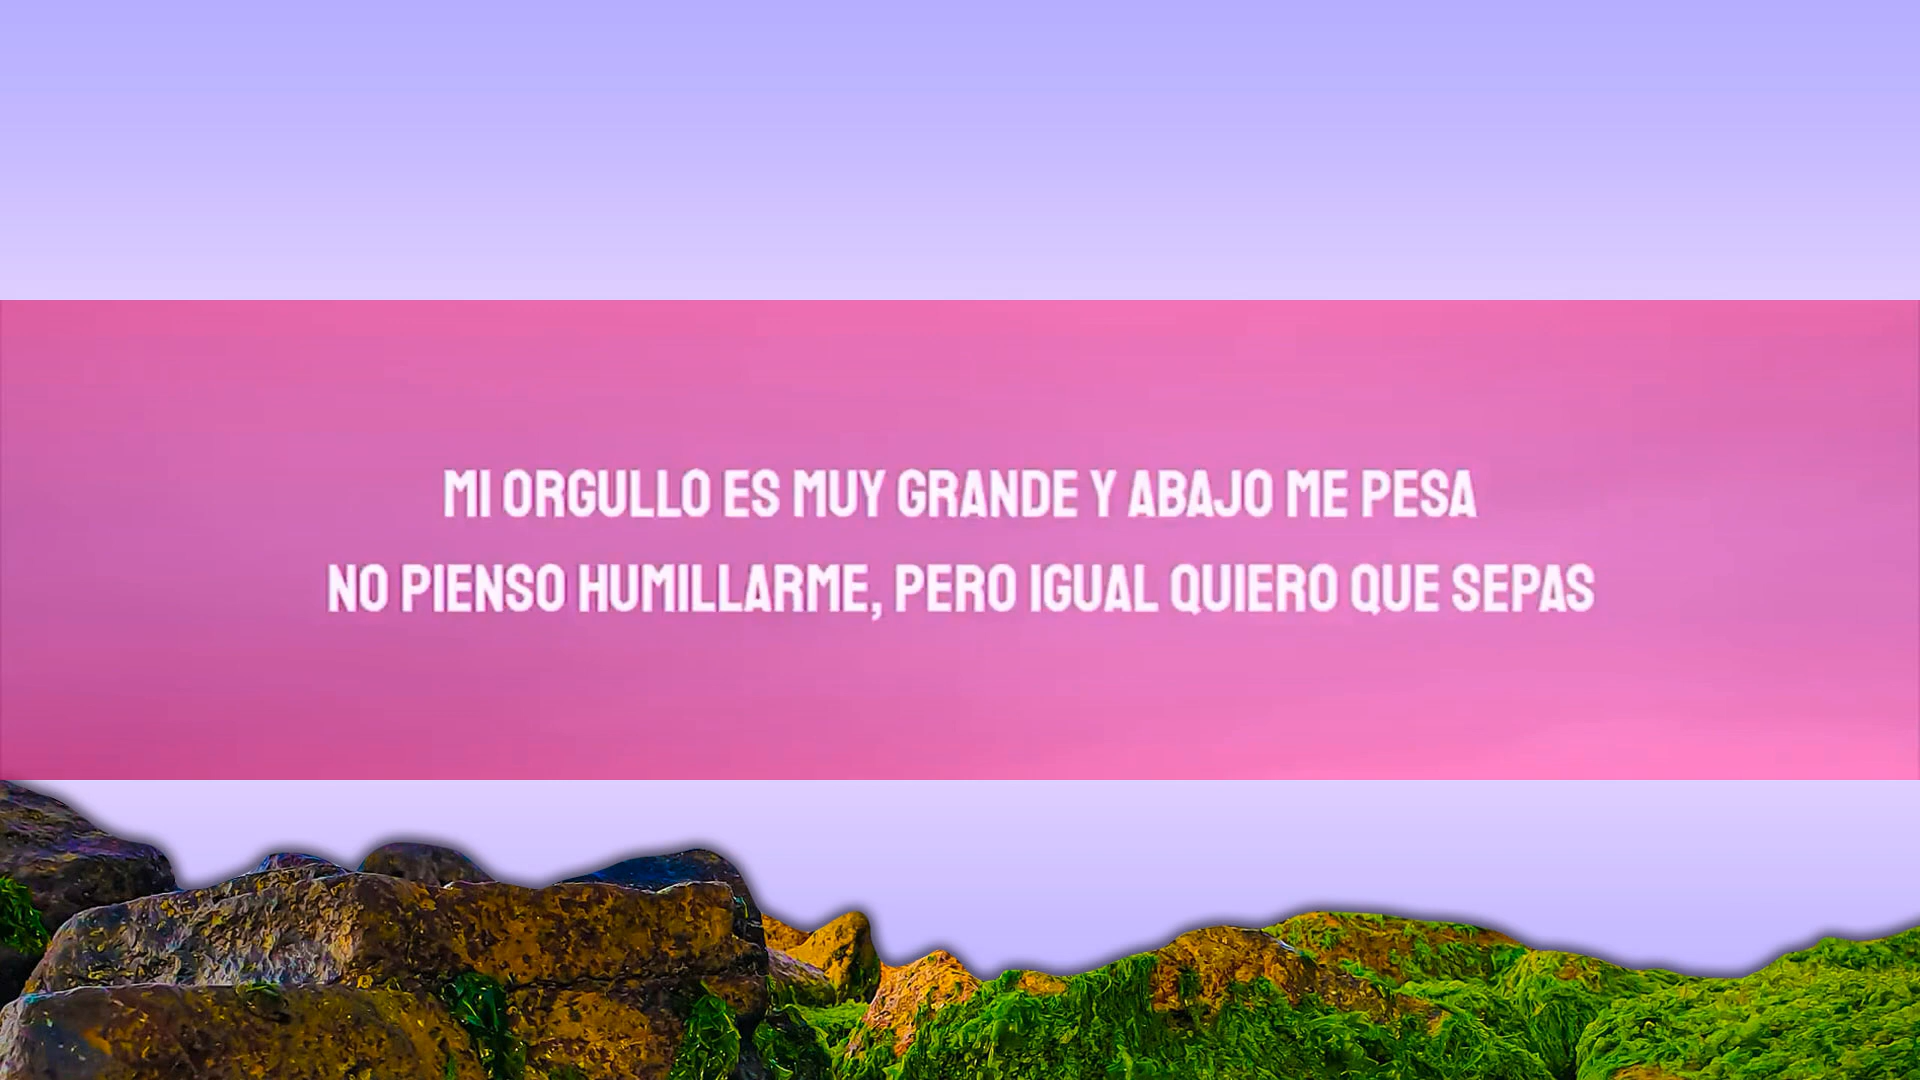 MI ORGULLO ES MUY GRANDE Y ABAJO ME PESA
NO PIENSO HUMILLARME, PERO IGUAL QUIERO QUE SEPAS